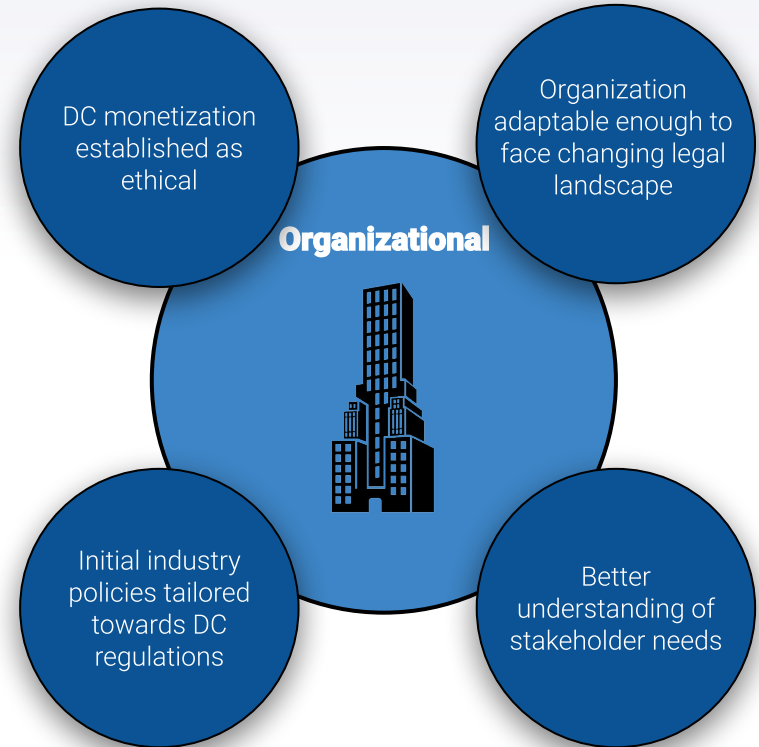 DC monetization
established as
ethical
Organization
adaptable enough to
face changing legal
landscape
Organizational
Initial industry
policies tailored
towards DC
regulations
Better
understanding of
stakeholder needs